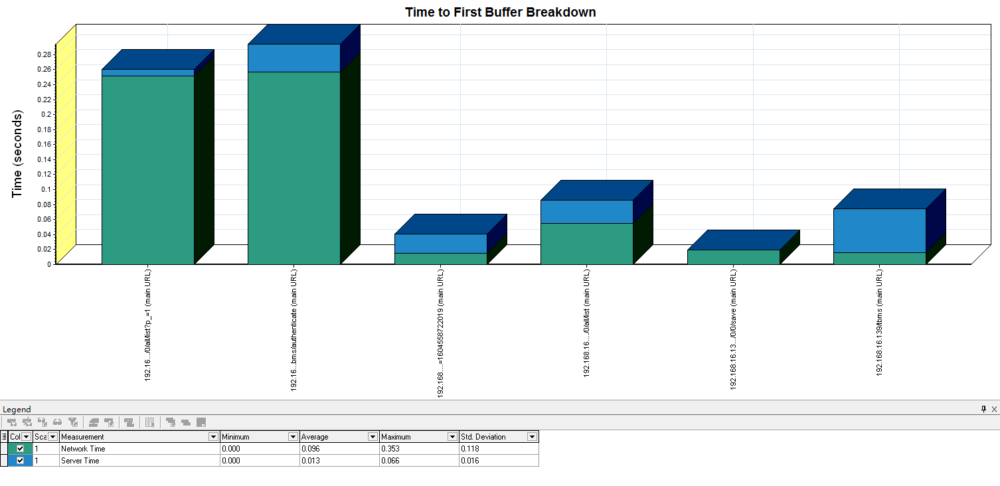 Time to First Buffer Breakdown
Time (seconds)
0.28
0.26
0.24
0.22
0.2
0.18
0.16
0.14
0.12
0.1
0.08
0.06
0.04
0.02
0
192.16.../0/all/list?p_=1 (main URL)
192.16...bms/authenticate (main URL)
192.168...=1604558722019 (main URL)
192.168.16..../0/all/list (main URL)
192.168.16.13.../0/0/save (main URL)
192.168.16.139/tbms (main URL)
Legend
Col Sca Measurement Minimum Average Maximum Std. Deviation
1 Network Time 0.000 0.096 0.353 0.118
1 Server Time 0.000 0.013 0.066 0.016